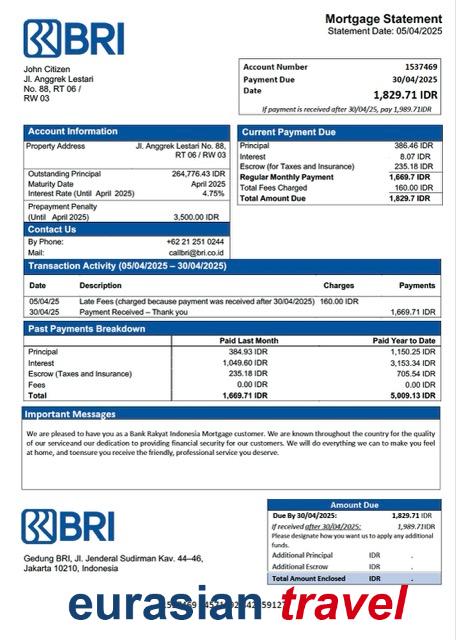 BRI
Mortgage Statement
Statement Date: 05/04/2025
John Citizen
Jl. Anggrek Lestari
No. 88, RT 06 /
RW 03
Account Number 1537469
Payment Due 30/04/2025
Date
1,829.71 IDR
If payment is received after 30/04/25, pay 1,989.71IDR
Account Information
Property Address Jl. Anggrek Lestari No. 88,
RT 06 / RW 03
Outstanding Principal 264,776.43 IDR
Maturity Date April 2025
Interest Rate (Until April 2025) 4.75%
Prepayment Penalty
(Until April 2025) 3,500.00 IDR
Current Payment Due
Principal 386.46 IDR
Interest 8.07 IDR
Escrow (for Taxes and Insurance) 235.18 IDR
Regular Monthly Payment 1,669.7 IDR
Total Fees Charged 160.00 IDR
Total Amount Due 1,829.7 IDR
Contact Us
By Phone: +62 21 251 0244
Mail: callbri@bri.co.id
Transaction Activity (05/04/2025 – 30/04/2025)
Date Description Charges Payments
05/04/25 Late Fees (charged because payment was received after 30/04/2025) 160.00 IDR
30/04/25 Payment Received – Thank you 1,669.71 IDR
Past Payments Breakdown
Paid Last Month Paid Year to Date
Principal 384.93 IDR 1,150.25 IDR
Interest 1,049.60 IDR 3,153.34 IDR
Escrow (Taxes and Insurance) 235.18 IDR 705.54 IDR
Fees 0.00 IDR 0.00 IDR
Total 1,669.71 IDR 5,009.13 IDR
Important Messages
We are pleased to have you as a Bank Rakyat Indonesia Mortgage customer. We are known throughout the country for the quality
of our serviceand our dedication to providing financial security for our customers. We will do everything we can to make you feel
at home, and toensure you receive the friendly, professional service you deserve.
BRI
Gedung BRI, Jl. Jenderal Sudirman Kav. 44–46,
Jakarta 10210, Indonesia
Amount Due
Due By 30/04/2025: 1,829.71 IDR
If received after 30/04/2025: 1,989.71IDR
Please designate how you want us to apply any additional
funds.
Additional Principal IDR .
Additional Escrow IDR .
Total Amount Enclosed IDR .
eurasian travel